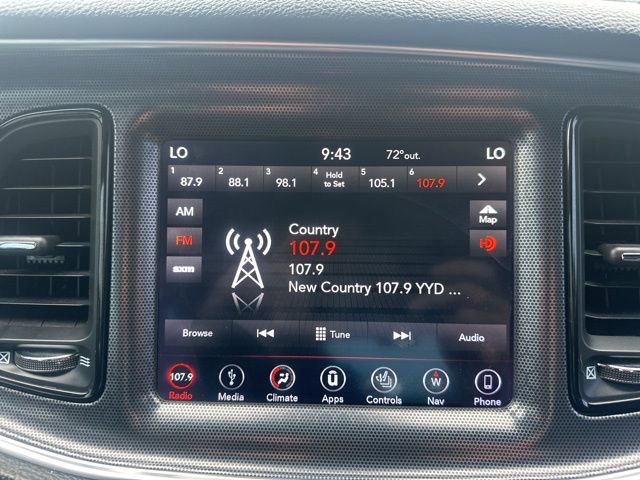 LO 9:43 72°out. LO
1 87.9 2 88.1 3 98.1 4 Hold to Set 5 105.1 6 107.9
AM
FM
sxm
Map
HD
Country
107.9
107.9
New Country 107.9 YYD ...
Browse Tune Audio
107.9 U W
Radio Media Climate Apps Controls Nav Phone